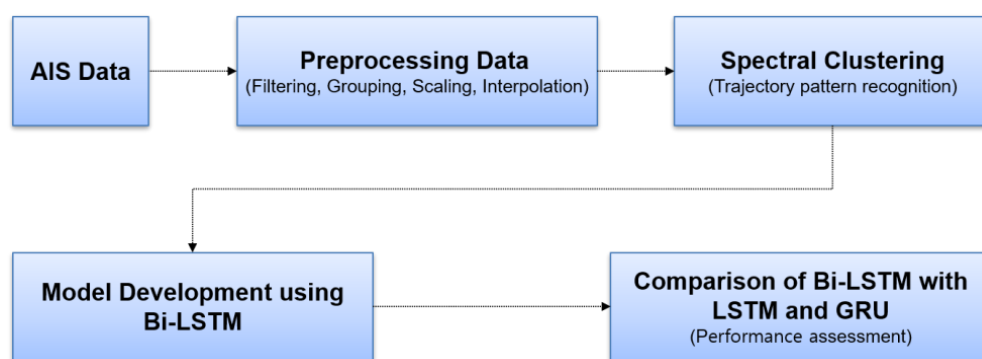 AIS Data
Preprocessing Data
(Filtering, Grouping, Scaling, Interpolation)
Spectral Clustering
(Trajectory pattern recognition)
Model Development using
Bi-LSTM
Comparison of Bi-LSTM with
LSTM and GRU
(Performance assessment)